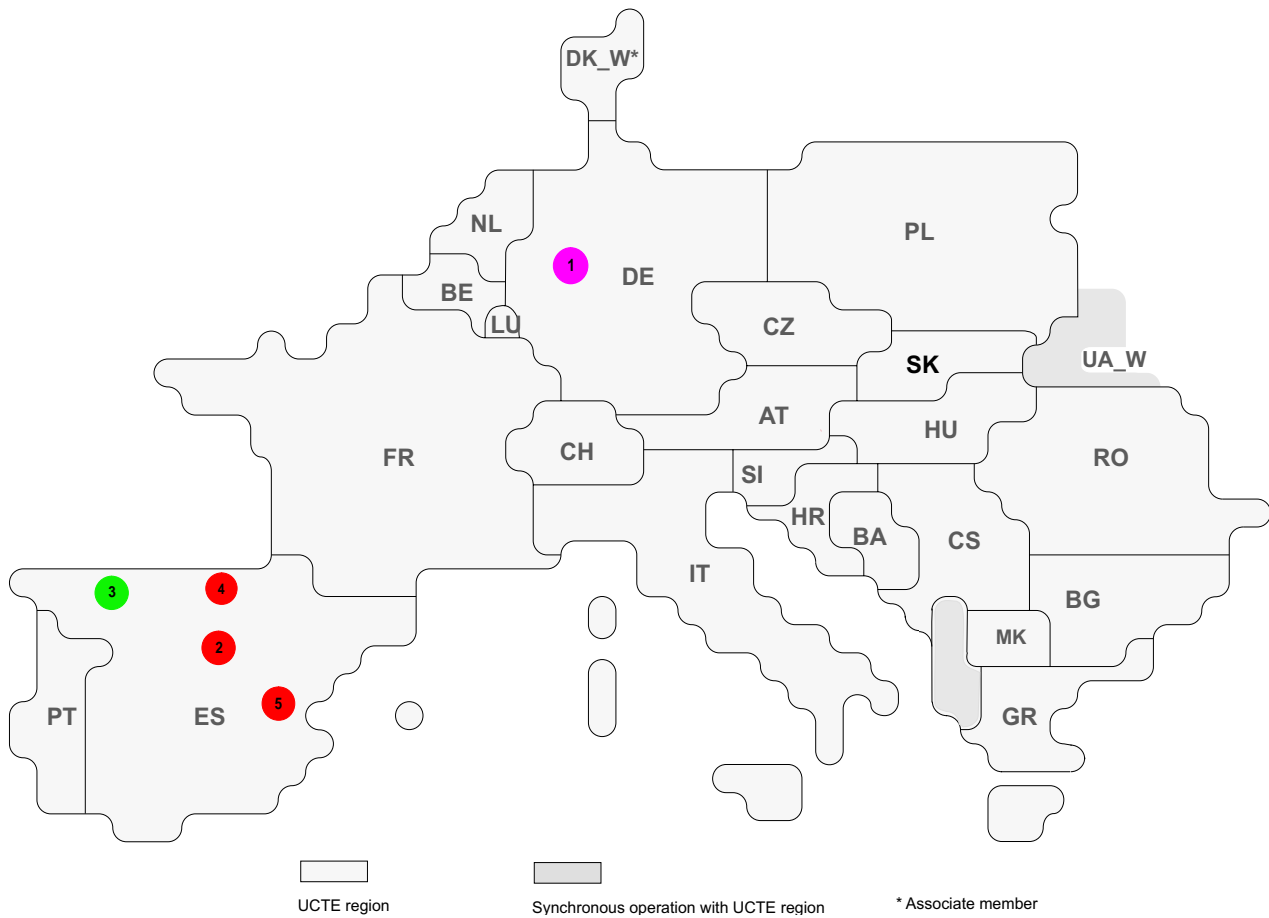 DK_W*
NL
PL
1
DE
BE
CZ
LU
UA_W
SK
AT
HU
FR
CH
RO
SI
HR
BA
CS
IT
4
3
BG
MK
2
5
PT
ES
GR
UCTE region
Synchronous operation with UCTE region
* Associate member